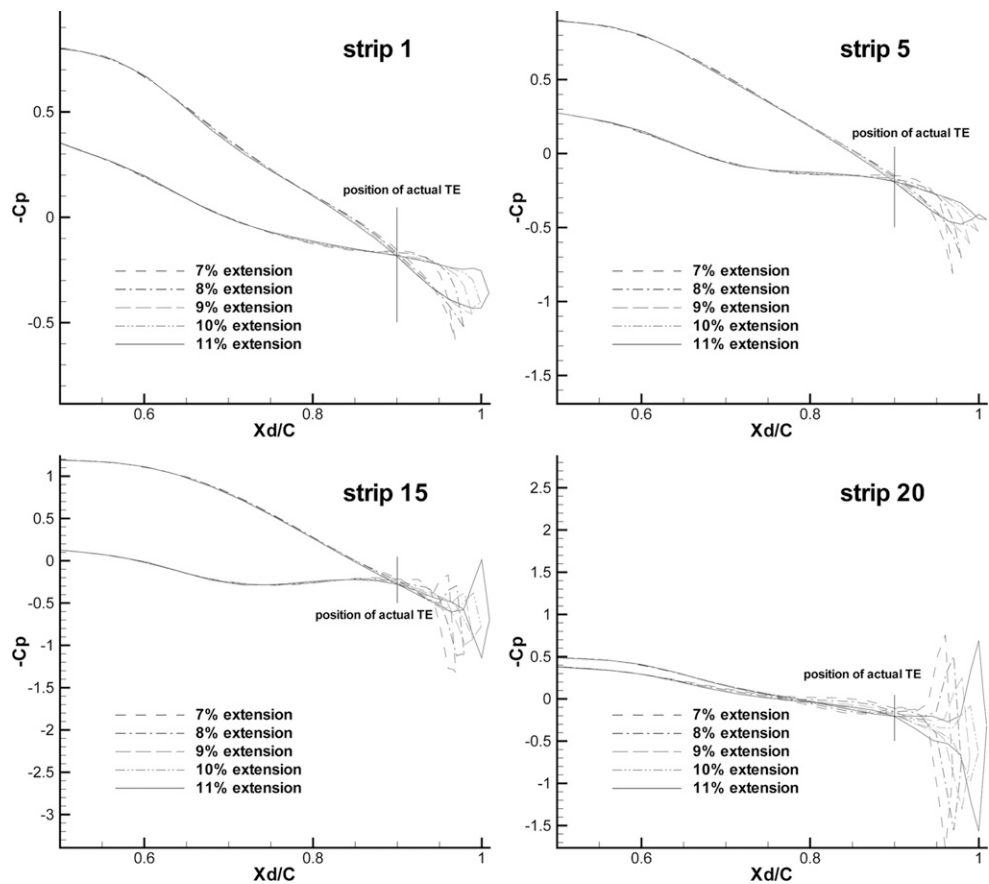 strip 1
0.5
0
-0.5
-Cp
position of actual TE
7% extension
8% extension
9% extension
10% extension
11% extension
0.6
0.8
1
Xd/C
strip 5
0.5
0
-0.5
-1
-1.5
-Cp
position of actual TE
7% extension
8% extension
9% extension
10% extension
11% extension
0.6
0.8
1
Xd/C
strip 15
1
0.5
0
-0.5
-1
-1.5
-2
-2.5
-3
-Cp
position of actual TE
7% extension
8% extension
9% extension
10% extension
11% extension
0.6
0.8
1
Xd/C
strip 20
2.5
2
1.5
1
0.5
0
-0.5
-1
-1.5
-Cp
position of actual TE
7% extension
8% extension
9% extension
10% extension
11% extension
0.6
0.8
1
Xd/C